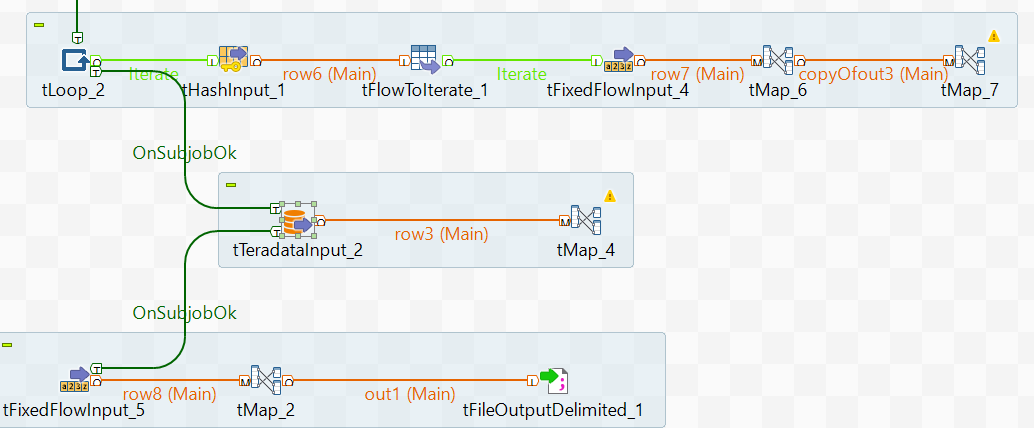 Iterate
row6 (Main)
Iterate
row7 (Main)
copyOfout3 (Main)
tLoop_2
tHashInput_1
tFlowToIterate_1
tFixedFlowInput_4
tMap_6
tMap_7
OnSubjobOk
row3 (Main)
tTeradataInput_2
tMap_4
OnSubjobOk
row8 (Main)
out1 (Main)
tFixedFlowInput_5
tMap_2
tFileOutputDelimited_1